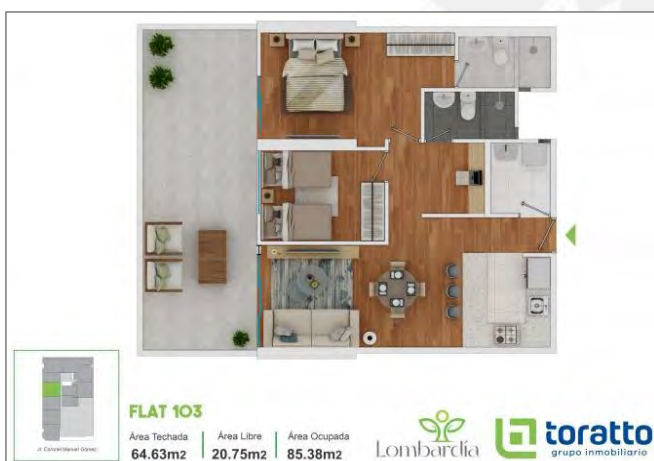 FLAT 103
Área Techada
64.63m2
Área Libre
20.75m2
Área Ocupada
85.38m2
Lombardía
toratto
grupo inmobiliario